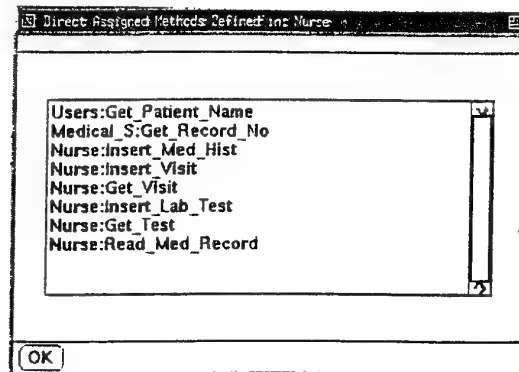 Direct Assigned Methods Defined in: Nurse
Users:Get_Patient_Name
Medical_S:Get_Record_No
Nurse:Insert_Med_Hist
Nurse:Insert_Visit
Nurse:Get_Visit
Nurse:Insert_Lab_Test
Nurse:Get_Test
Nurse:Read_Med_Record
OK